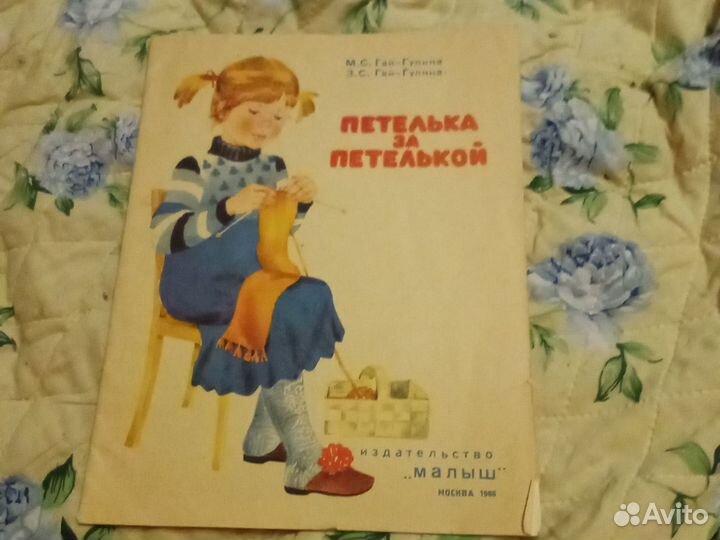 М.С. Гай-Гулина
З.С. Гай-Гулина
ПЕТЕЛЬКА
ЗА
ПЕТЕЛЬКОЙ
издательство
„малыш"
МОСКВА 1986
Avito